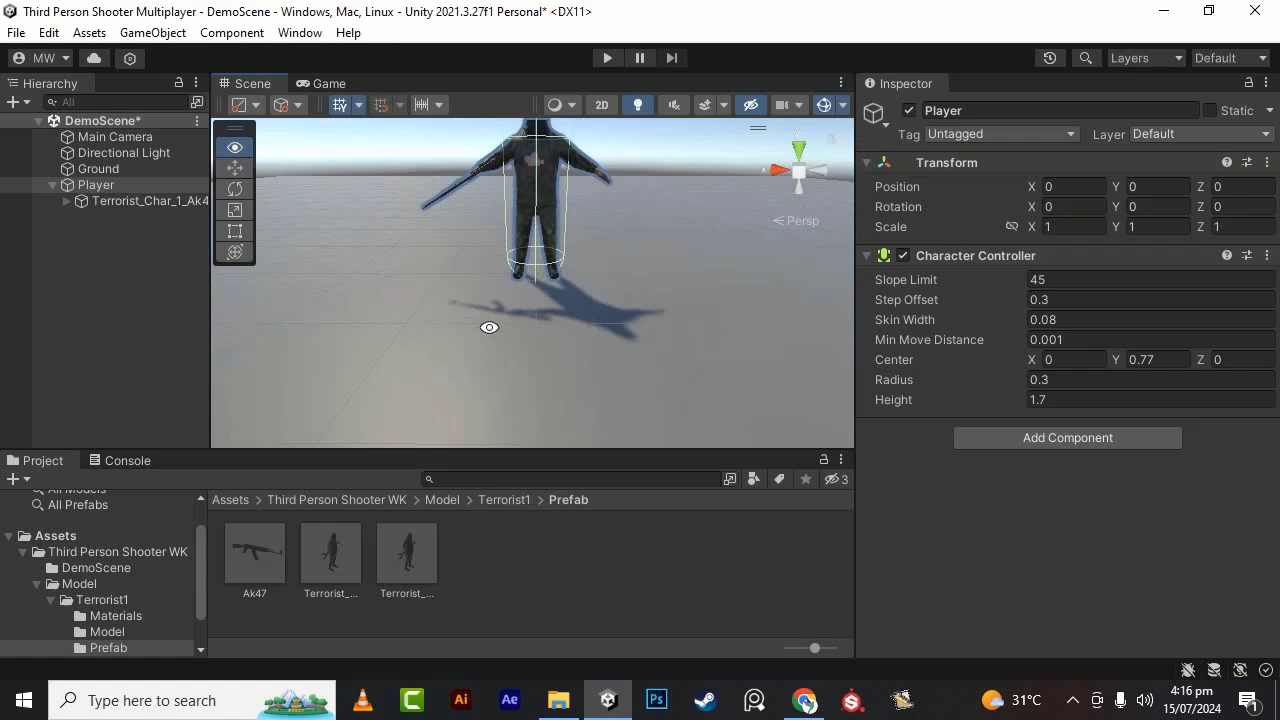 Third Person Shooter Multiplayer - DemoScene - Windows, Mac, Linux - Unity 2021.3.27f1 Personal* <DX11>
File Edit Assets GameObject Component Window Help
MW Layers Default
Hierarchy
All
DemoScene*
Main Camera
Directional Light
Ground
Player
Terrorist_Char_1_Ak4
Scene Game
2D
y
x
Persp
Inspector
Player Static
Tag Untagged Layer Default
Transform
Position X 0 Y 0 Z 0
Rotation X 0 Y 0 Z 0
Scale X 1 Y 1 Z 1
Character Controller
Slope Limit 45
Step Offset 0.3
Skin Width 0.08
Min Move Distance 0.001
Center X 0 Y 0.77 Z 0
Radius 0.3
Height 1.7
Add Component
Project Console
3
All Models
All Prefabs
Assets
Third Person Shooter WK
DemoScene
Model
Terrorist1
Materials
Model
Prefab
Assets > Third Person Shooter WK > Model > Terrorist1 > Prefab
Ak47 Terrorist_... Terrorist_...
Type here to search
Ai Ae Ps
31°C
4:16 pm
15/07/2024
1